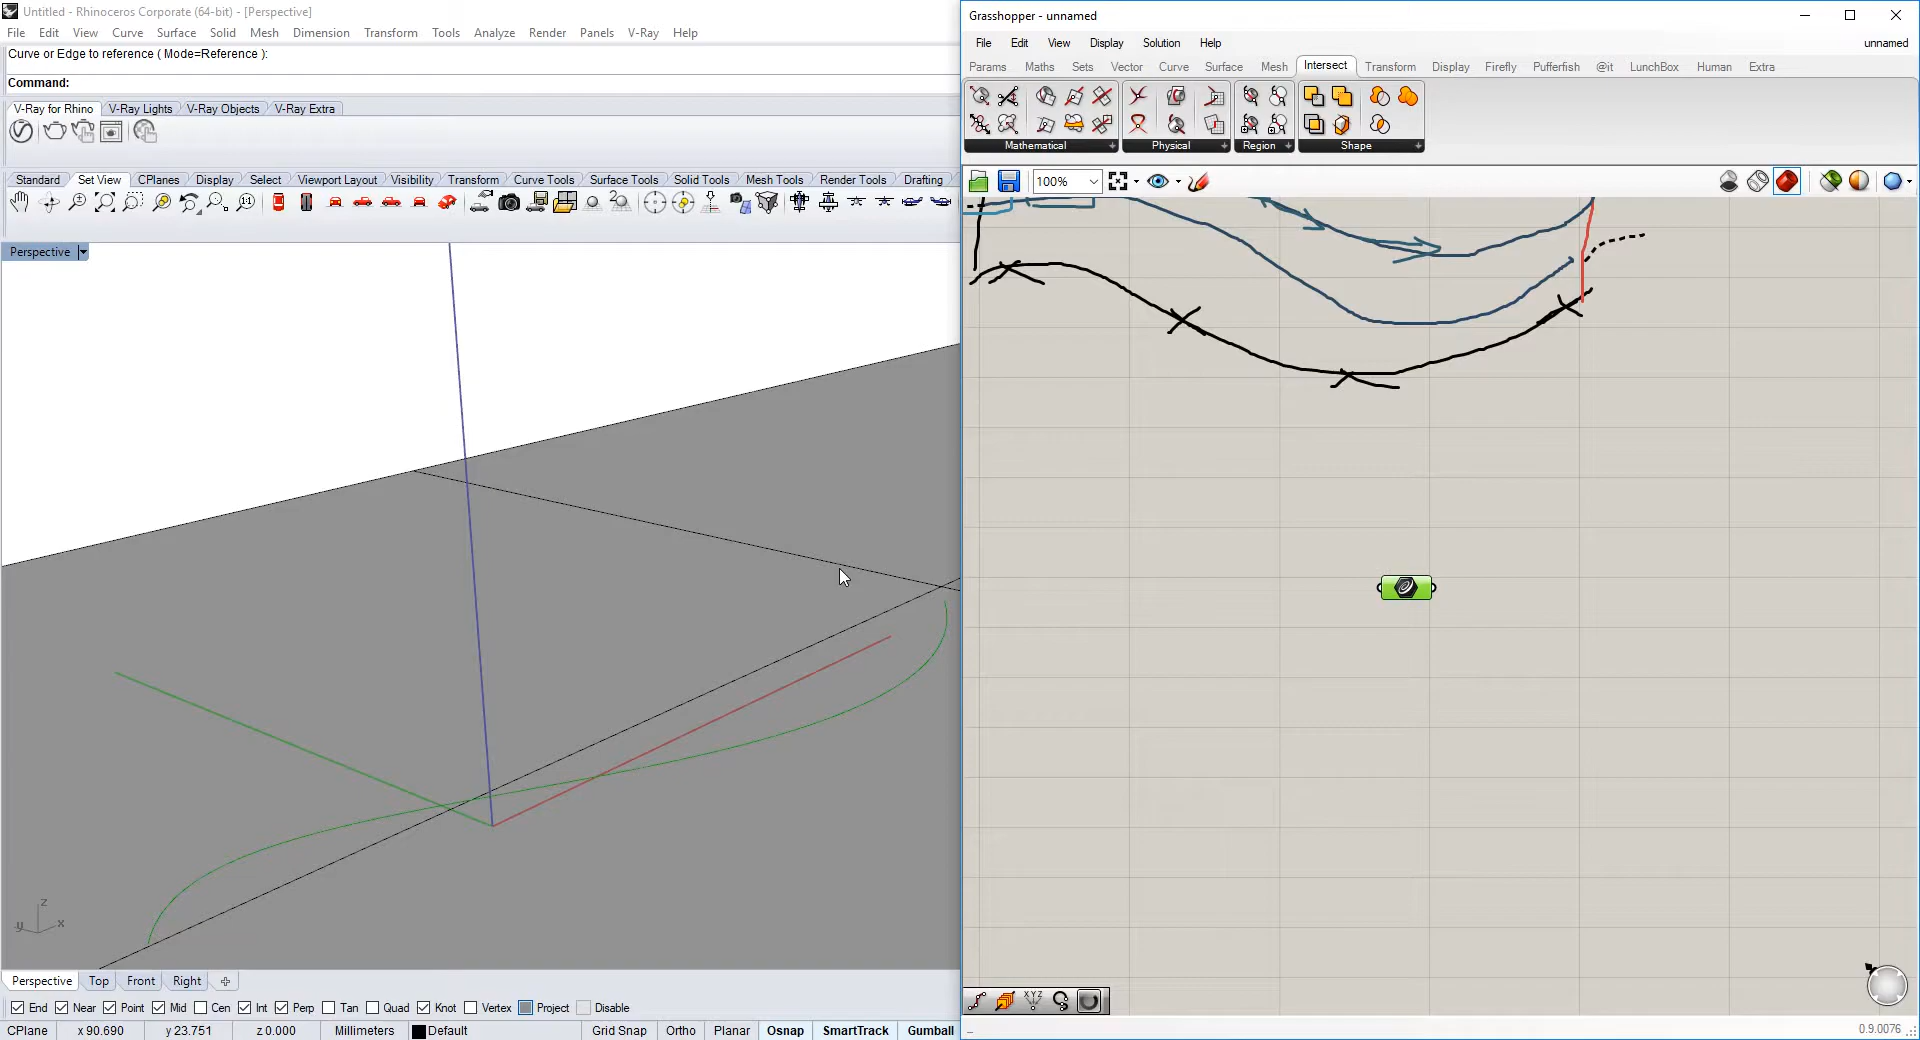 Untitled - Rhinoceros Corporate (64-bit) - [Perspective]
File Edit View Curve Surface Solid Mesh Dimension Transform Tools Analyze Render Panels V-Ray Help
Curve or Edge to reference ( Mode=Reference ):
Command:
V-Ray for Rhino V-Ray Lights V-Ray Objects V-Ray Extra
Standard Set View CPlanes Display Select Viewport Layout Visibility Transform Curve Tools Surface Tools Solid Tools Mesh Tools Render Tools Drafting
Perspective
z
y x
Perspective Top Front Right
End Near Point Mid Cen Int Perp Tan Quad Knot Vertex Project Disable
CPlane x 90.690 y 23.751 z 0.000 Millimeters Default Grid Snap Ortho Planar Osnap SmartTrack Gumball
Grasshopper - unnamed
File Edit View Display Solution Help unnamed
Params Maths Sets Vector Curve Surface Mesh Intersect Transform Display Firefly Pufferfish @it LunchBox Human Extra
Mathematical Physical Region Shape
100%
XYZ
0.9.0076